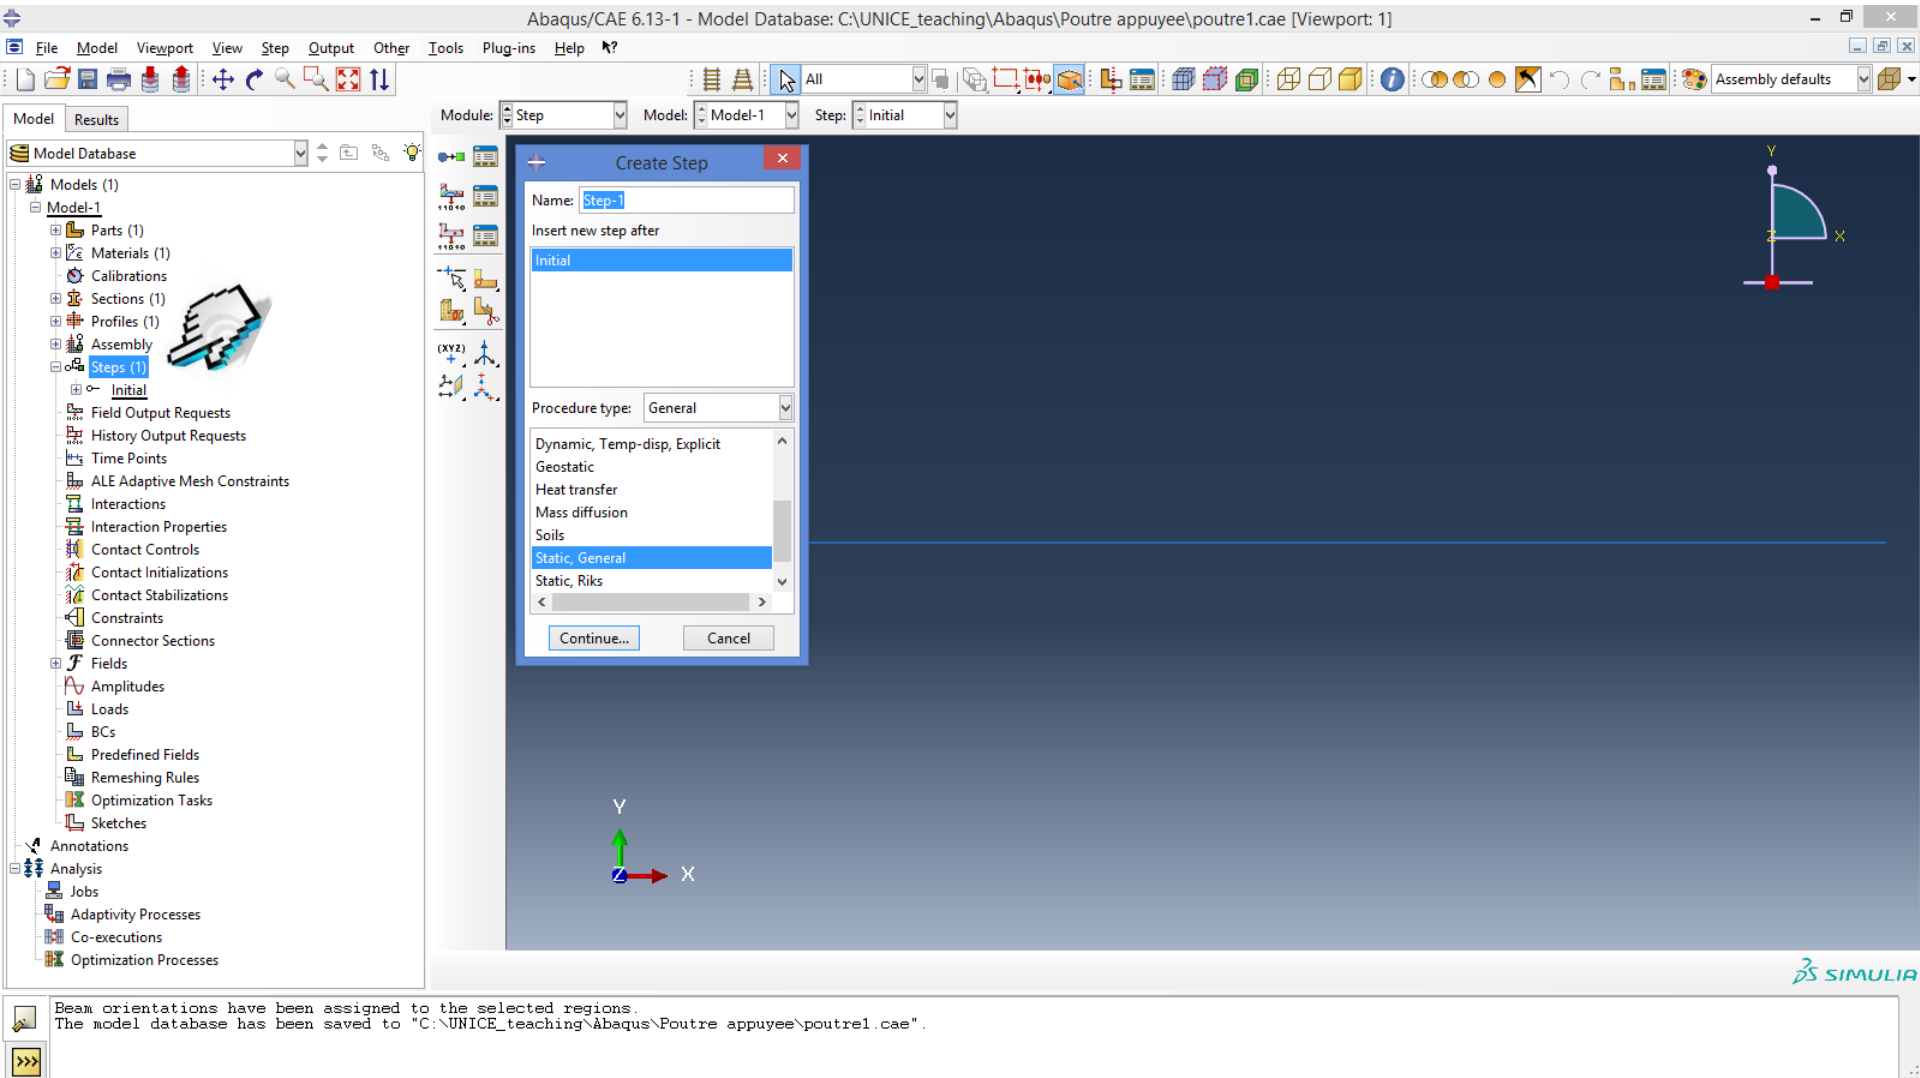 Abaqus/CAE 6.13-1 - Model Database: C:\UNICE_teaching\Abaqus\Poutre appuyee\poutre1.cae [Viewport: 1]
File Model Viewport View Step Output Other Tools Plug-ins Help
All
Assembly defaults
Model Results
Module: Step Model: Model-1 Step: Initial
Model Database
Models (1)
Model-1
Parts (1)
Materials (1)
Calibrations
Sections (1)
Profiles (1)
Assembly
Steps (1)
Initial
Field Output Requests
History Output Requests
Time Points
ALE Adaptive Mesh Constraints
Interactions
Interaction Properties
Contact Controls
Contact Initializations
Contact Stabilizations
Constraints
Connector Sections
Fields
Amplitudes
Loads
BCs
Predefined Fields
Remeshing Rules
Optimization Tasks
Sketches
Annotations
Analysis
Jobs
Adaptivity Processes
Co-executions
Optimization Processes
(XYZ)
Create Step
Name: Step-1
Insert new step after
Initial
Procedure type: General
Dynamic, Temp-disp, Explicit
Geostatic
Heat transfer
Mass diffusion
Soils
Static, General
Static, Riks
Continue... Cancel
Y
Z X
Y
Z X
SIMULIA
Beam orientations have been assigned to the selected regions.
The model database has been saved to "C:\UNICE_teaching\Abaqus\Poutre appuyee\poutre1.cae".
>>>